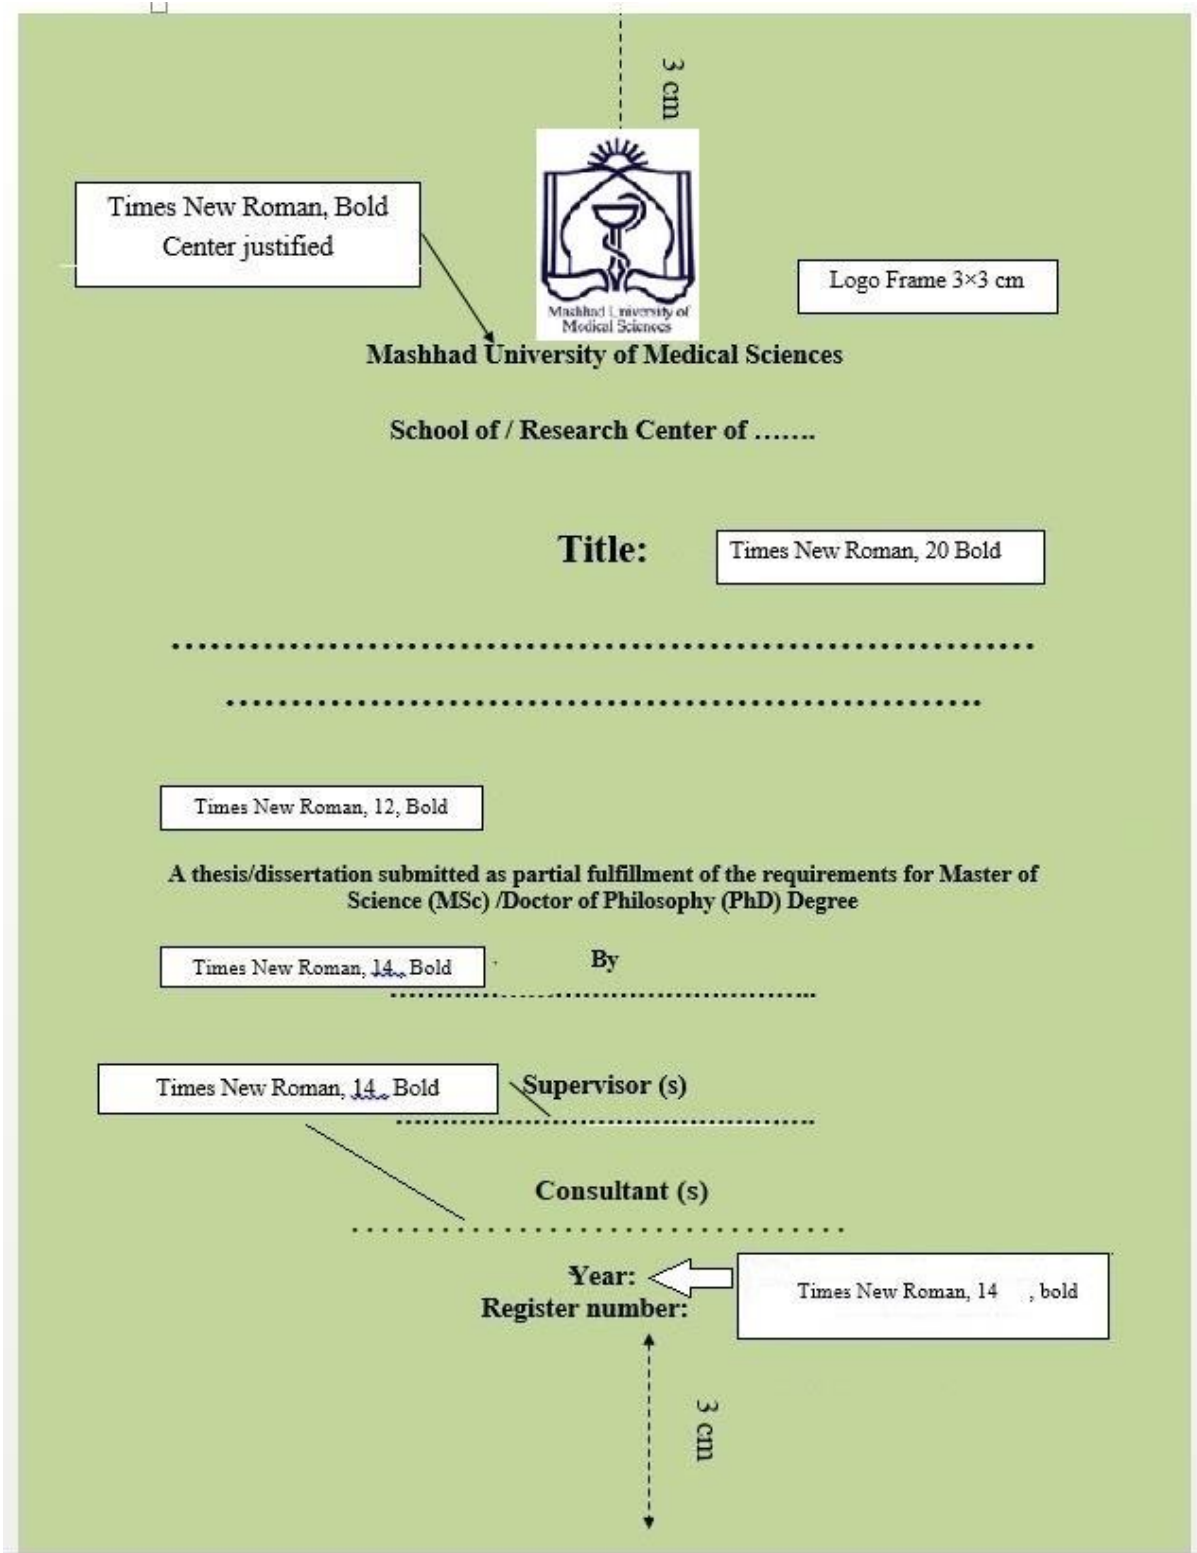 3 cm
Times New Roman, Bold
Center justified
Logo Frame 3×3 cm
Mashhad University of
Medical Sciences
Mashhad University of Medical Sciences
School of / Research Center of …….
Title:
Times New Roman, 20 Bold
Times New Roman, 12, Bold
A thesis/dissertation submitted as partial fulfillment of the requirements for Master of
Science (MSc) /Doctor of Philosophy (PhD) Degree
Times New Roman, 14 , Bold
By
Times New Roman, 14 , Bold
Supervisor (s)
Consultant (s)
Year:
Times New Roman, 14 , bold
Register number:
3 cm